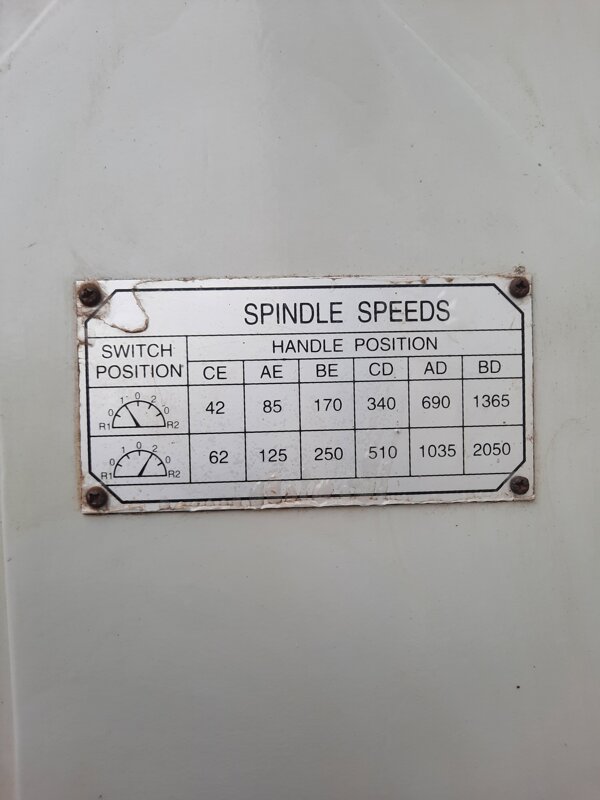 SPINDLE SPEEDS
SWITCH POSITION
HANDLE POSITION
CE AE BE CD AD BD
R1 0 1 0 2 0 R2
42 85 170 340 690 1365
R1 0 1 0 2 0 R2
62 125 250 510 1035 2050